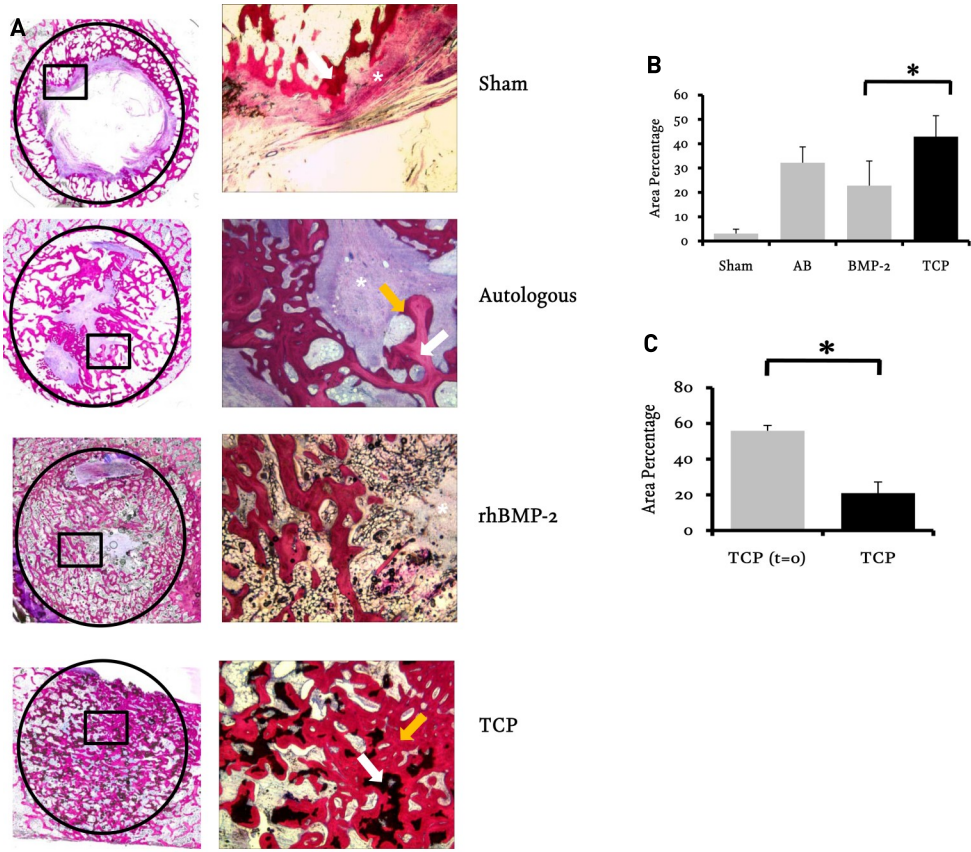 A
Sham
Autologous
rhBMP-2
TCP
B
*
Area Percentage
60
50
40
30
20
10
0
Sham AB BMP-2 TCP
C
*
Area Percentage
80
60
40
20
0
TCP (t=0) TCP
*
*
*